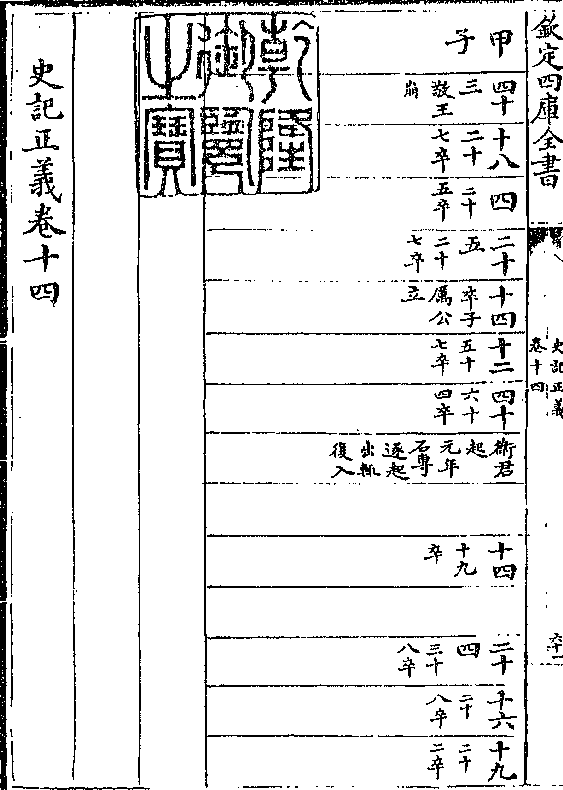 欽定四庫全書
史記正義
卷十四
甲子
四十三 敬王崩
十八 二十七卒
四 二十五卒
二十五 二十七卒
十四 卒子厲公立
十二 五十七卒
四十 六十四卒
衛君起元年石專逐起出輒復入
十四 十九卒
二十四 三十八卒
十六 二十八卒
十九 二十二卒
乾隆御覽之寶
史記正義卷十四